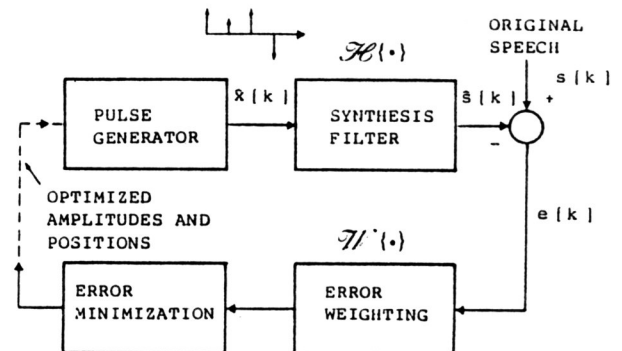 ORIGINAL
SPEECH
ℋ{•}
s[k]
x̂[k]
ŝ[k]
+
PULSE
GENERATOR
SYNTHESIS
FILTER
−
OPTIMIZED
AMPLITUDES AND
POSITIONS
e[k]
𝒲{•}
ERROR
MINIMIZATION
ERROR
WEIGHTING